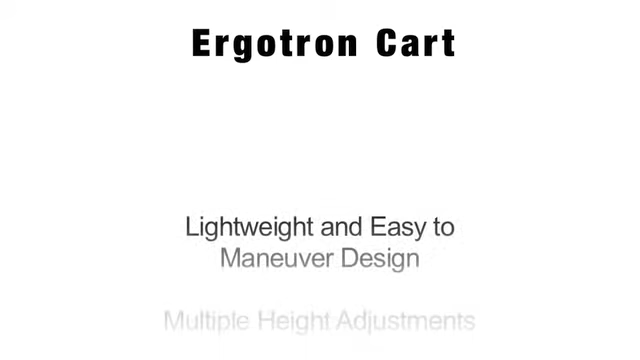 Ergotron Cart
Lightweight and Easy to
Maneuver Design
Multiple Height Adjustments